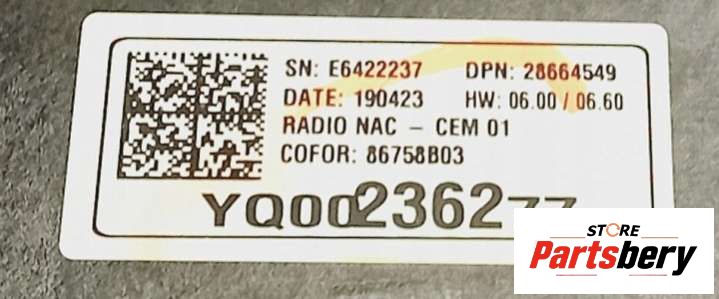 SN: E6422237 DPN: 28664549
DATE: 190423 HW: 06.00 / 06.60
RADIO NAC – CEM 01
COFOR: 86758B03
YQ00236277
STORE
Partsbery